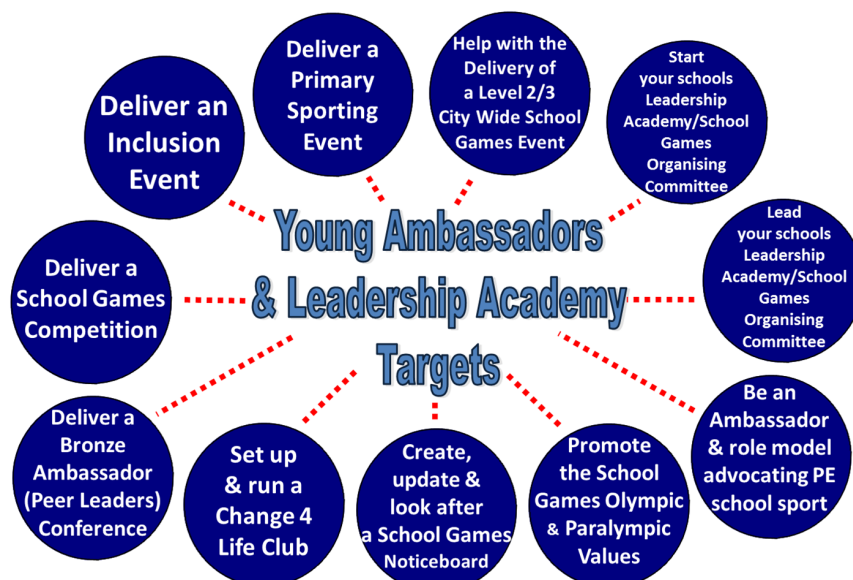 Young Ambassadors
& Leadership Academy
Targets
Deliver an
Inclusion
Event
Deliver a
Primary
Sporting
Event
Help with the
Delivery of
a Level 2/3
City Wide School
Games Event
Start
your schools
Leadership
Academy/School
Games
Organising
Committee
Lead
your schools
Leadership
Academy/School
Games
Organising
Committee
Be an
Ambassador
& role model
advocating PE
school sport
Promote
the School
Games Olympic
& Paralympic
Values
Create,
update &
look after
a School Games
Noticeboard
Set up
& run a
Change 4
Life Club
Deliver a
Bronze
Ambassador
(Peer Leaders)
Conference
Deliver a
School Games
Competition